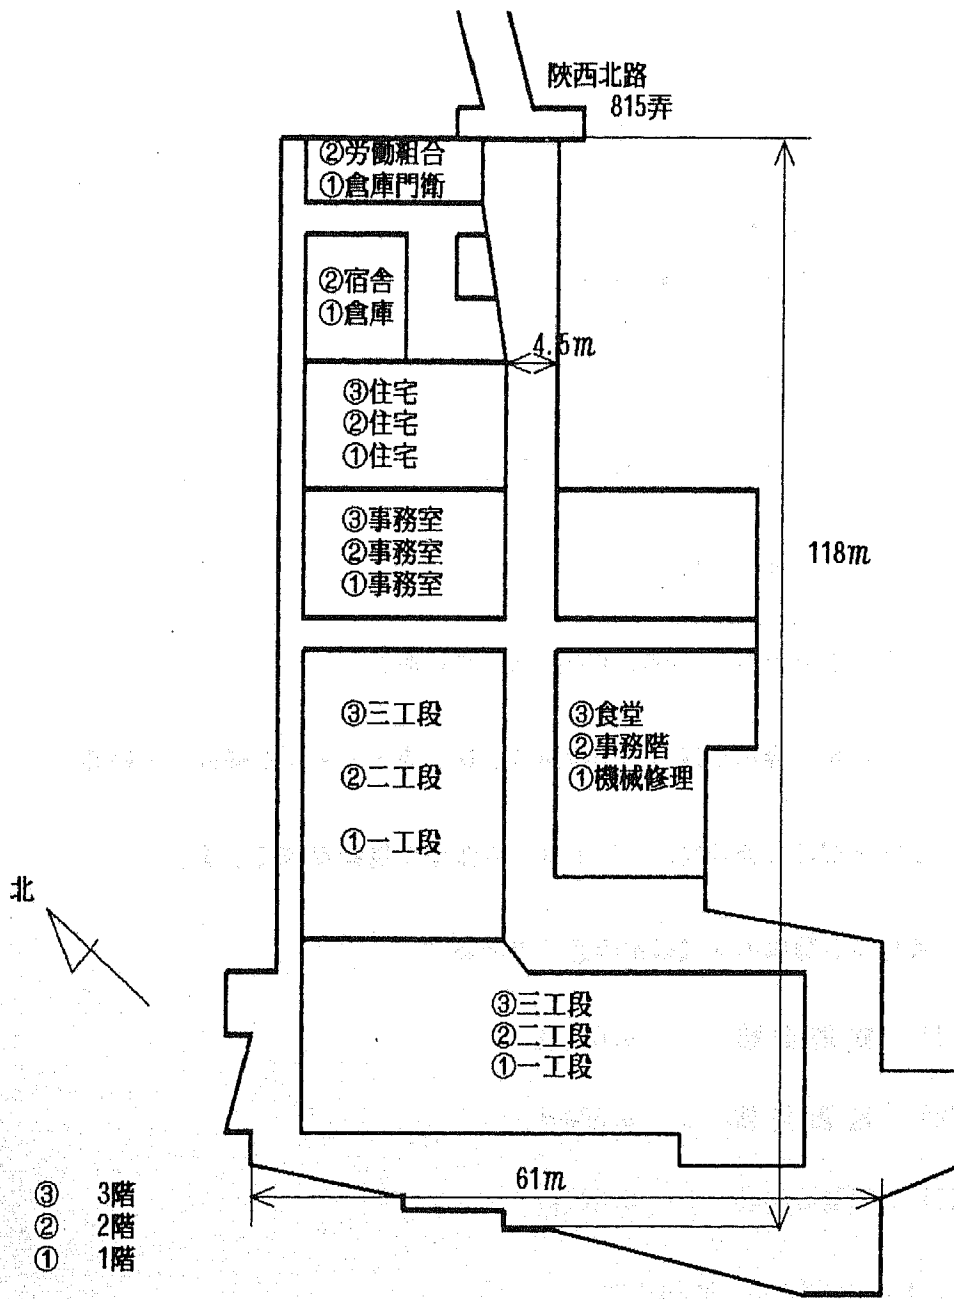 陝西北路
815弄
②労働組合
①倉庫門衛
②宿舎
①倉庫
4.5m
③住宅
②住宅
①住宅
③事務室
②事務室
①事務室
118m
③三工段
②二工段
①一工段
③食堂
②事務階
①機械修理
北
③三工段
②二工段
①一工段
61m
③ 3階
② 2階
① 1階